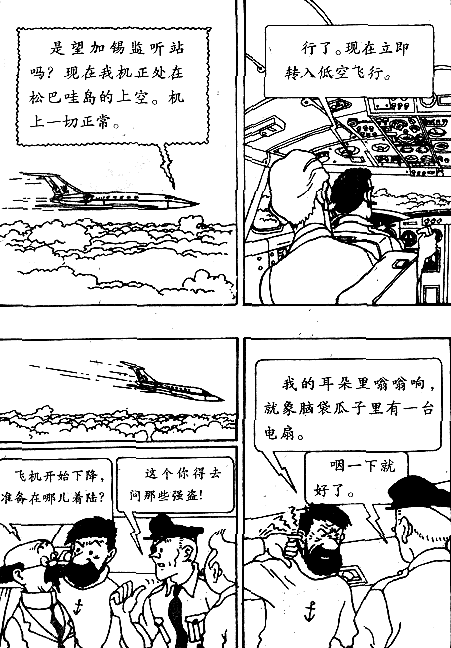 是望加锡监听站
吗？现在我机正处在
松巴哇岛的上空。机
上一切正常。
行了。现在立即
转入低空飞行。
飞机开始下降，
准备在哪儿着陆？
这个你得去
问那些强盗！
我的耳朵里嗡嗡响，
就象脑袋瓜子里有一台
电扇。
咽一下就
好了。